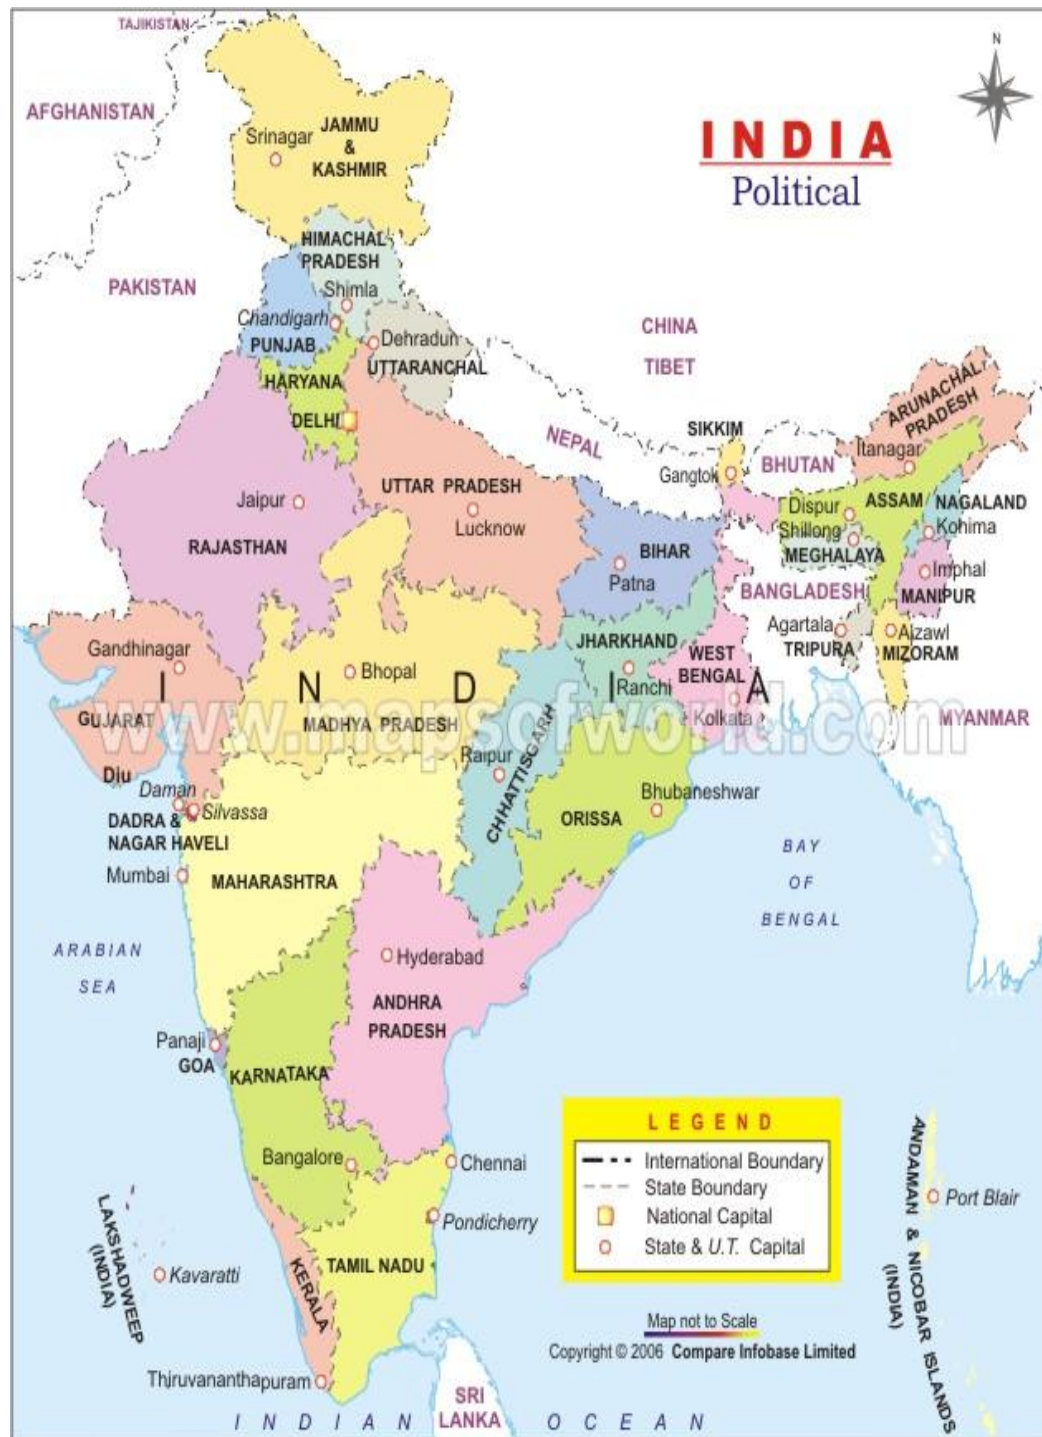 TAJIKISTAN
N
AFGHANISTAN
JAMMU
&
KASHMIR
Srinagar
INDIA
Political
HIMACHAL
PRADESH
PAKISTAN
Shimla
Chandigarh
PUNJAB
Dehradun
UTTARANCHAL
CHINA
TIBET
HARYANA
DELHI
ARUNACHAL
PRADESH
NEPAL
SIKKIM
Gangtok
BHUTAN
Itanagar
UTTAR PRADESH
Lucknow
Jaipur
RAJASTHAN
Dispur
ASSAM
NAGALAND
Kohima
Shillong
MEGHALAYA
BIHAR
Patna
BANGLADESH
Imphal
MANIPUR
Agartala
TRIPURA
Aizawl
MIZORAM
Gandhinagar
JHARKHAND
Ranchi
WEST
BENGAL
Kolkata
Bhopal
I N D I A
MADHYA PRADESH
GUJARAT
www.mapsofworld.com
MYANMAR
Diu
Daman
Silvassa
DADRA &
NAGAR HAVELI
Raipur
CHHATTISGARH
Bhubaneshwar
ORISSA
Mumbai
MAHARASHTRA
BAY
OF
BENGAL
ARABIAN
SEA
Hyderabad
ANDHRA
PRADESH
Panaji
GOA
KARNATAKA
Bangalore
Chennai
Pondicherry
LEGEND
International Boundary
State Boundary
National Capital
State & U.T. Capital
ANDAMAN & NICOBAR ISLANDS
(INDIA)
Port Blair
LAKSHADWEEP
(INDIA)
Kavaratti
KERALA
TAMIL NADU
Map not to Scale
Copyright © 2006 Compare Infobase Limited
Thiruvananthapuram
SRI
LANKA
INDIAN OCEAN